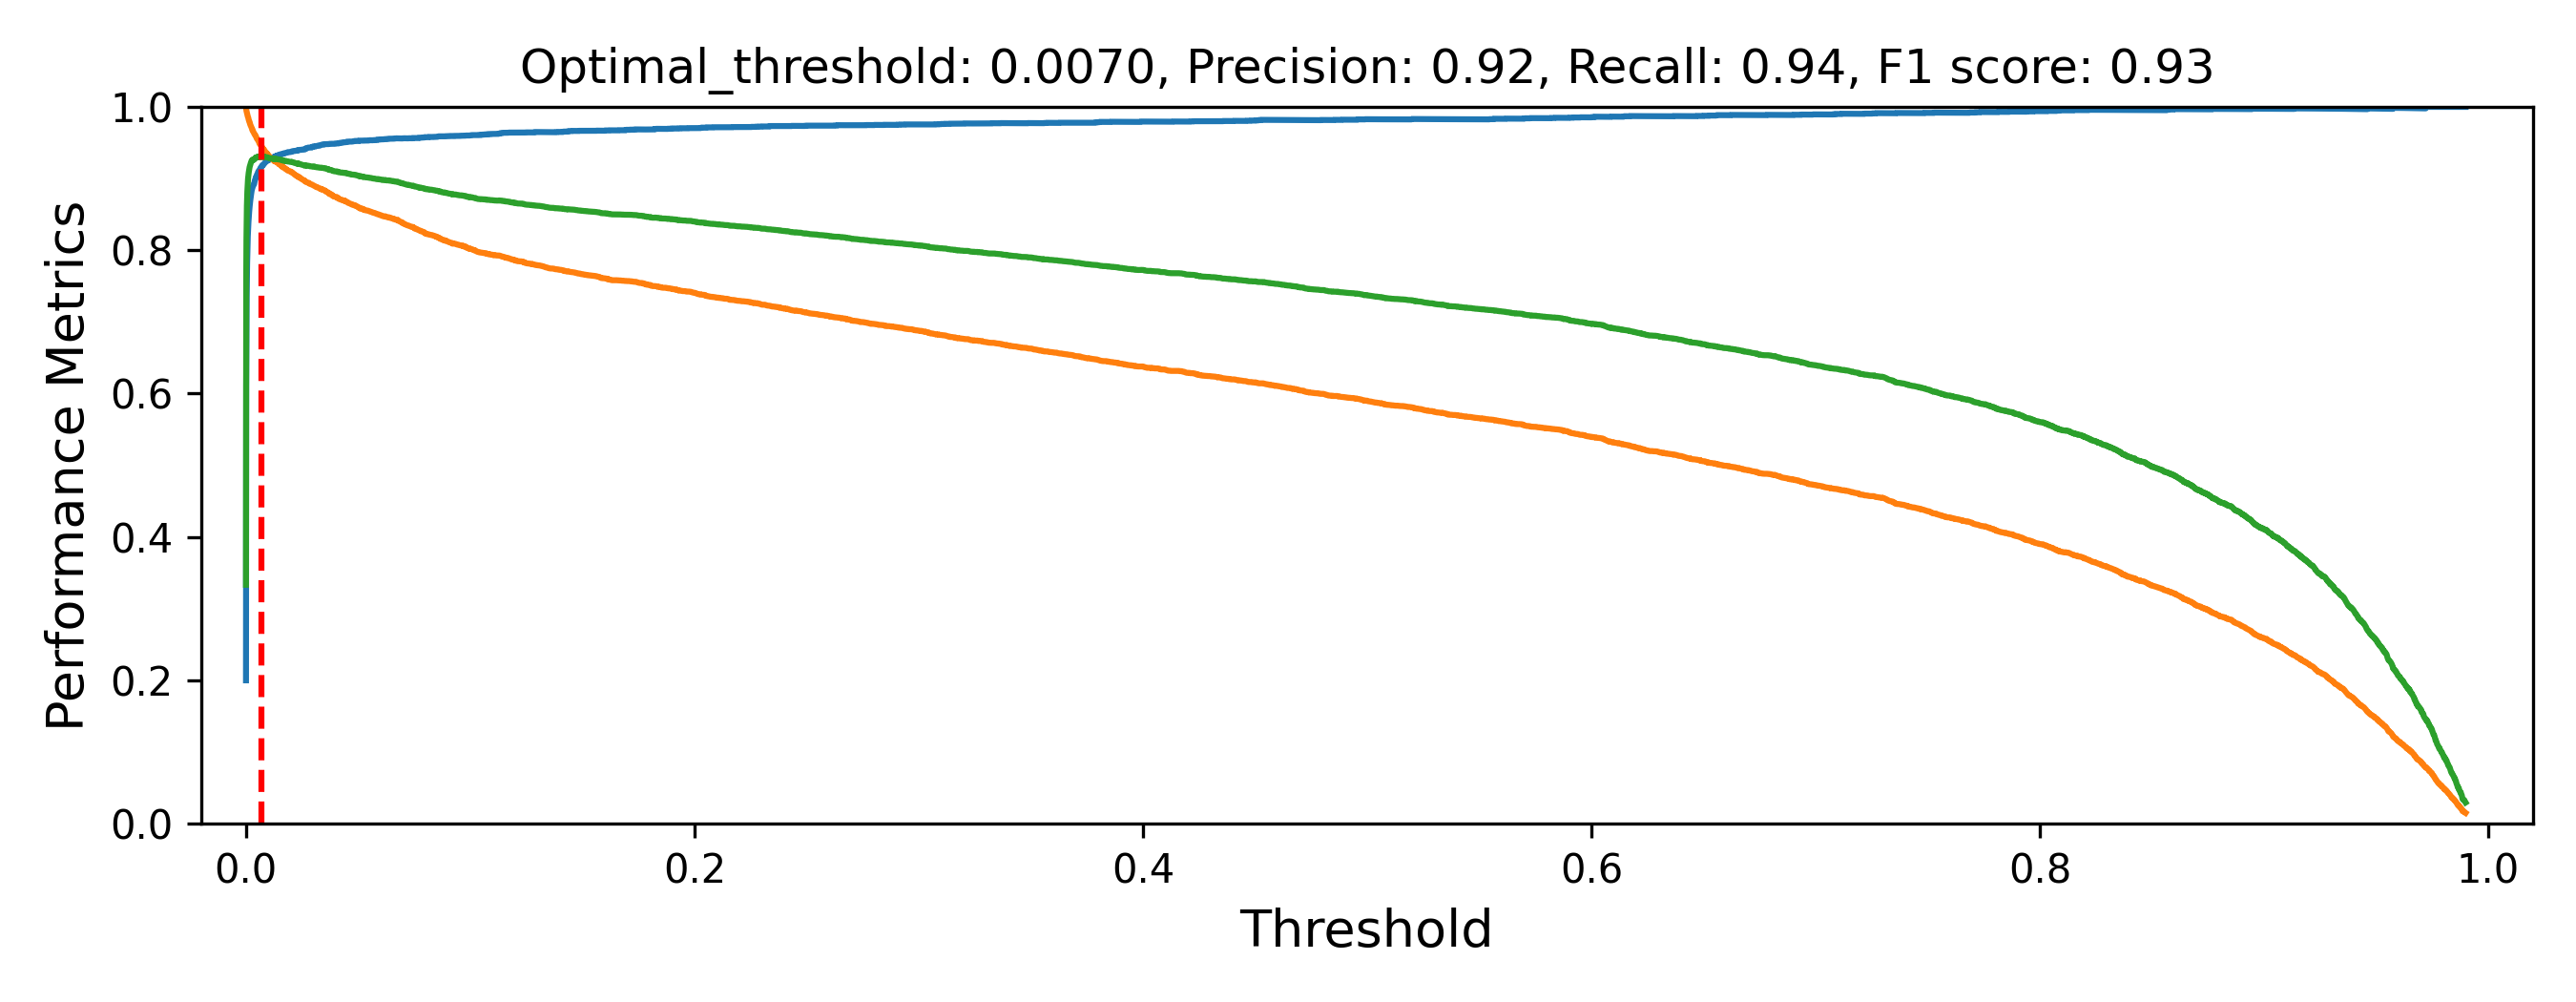 Optimal_threshold: 0.0070, Precision: 0.92, Recall: 0.94, F1 score: 0.93
1.0
0.8
0.6
0.4
0.2
0.0
Performance Metrics
0.0 0.2 0.4 0.6 0.8 1.0
Threshold